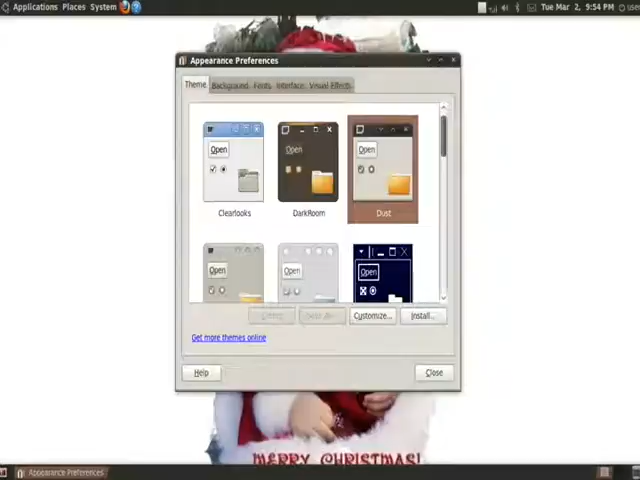 Applications Places System
Tue Mar 2, 9:54 PM
Appearance Preferences
Theme Background Fonts Interface Visual Effects
Open
Open
Open
Clearlooks
DarkRoom
Dust
Open
Open
Open
Customize...
Install...
Get more themes online
Help
Close
MERRY CHRISTMAS!
Appearance Preferences